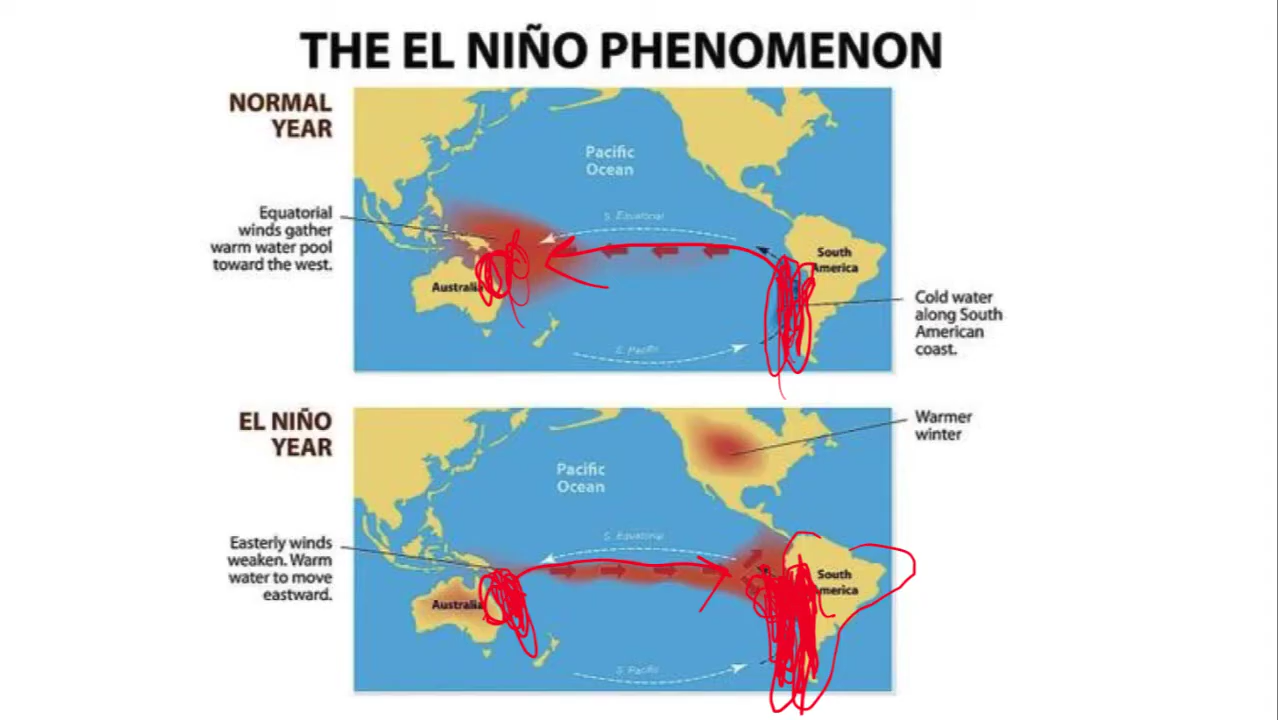 THE EL NIÑO PHENOMENON
NORMAL
YEAR
Pacific
Ocean
Equatorial
winds gather
warm water pool
toward the west.
S. Equatorial
South
America
Australia
Cold water
along South
American
coast.
S. Pacific
EL NIÑO
YEAR
Warmer
winter
Pacific
Ocean
Easterly winds
weaken. Warm
water to move
eastward.
S. Equatorial
South
America
Australia
S. Pacific